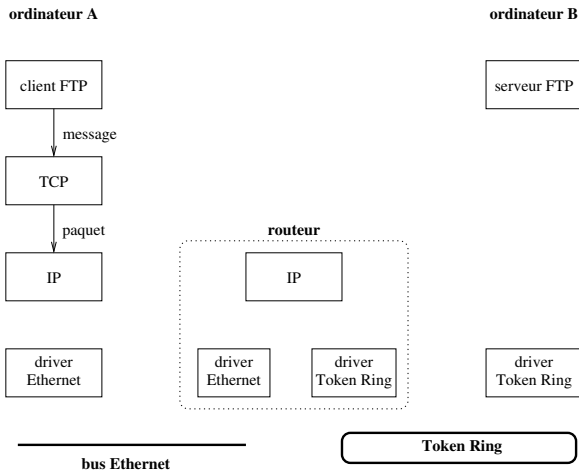 ordinateur A
ordinateur B
client FTP
serveur FTP
message
TCP
paquet
routeur
IP
IP
driver
Ethernet
driver
Ethernet
driver
Token Ring
driver
Token Ring
bus Ethernet
Token Ring